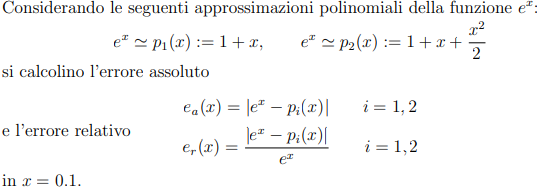 Considerando le seguenti approssimazioni polinomiali della funzione $e^x$:
$e^x \simeq p_1(x) := 1 + x, \qquad e^x \simeq p_2(x) := 1 + x + \frac{x^2}{2}$
si calcolino l'errore assoluto
$e_a(x) = |e^x - p_i(x)| \qquad i = 1, 2$
e l'errore relativo
$e_r(x) = \frac{|e^x - p_i(x)|}{e^x} \qquad i = 1, 2$
in $x = 0.1$.